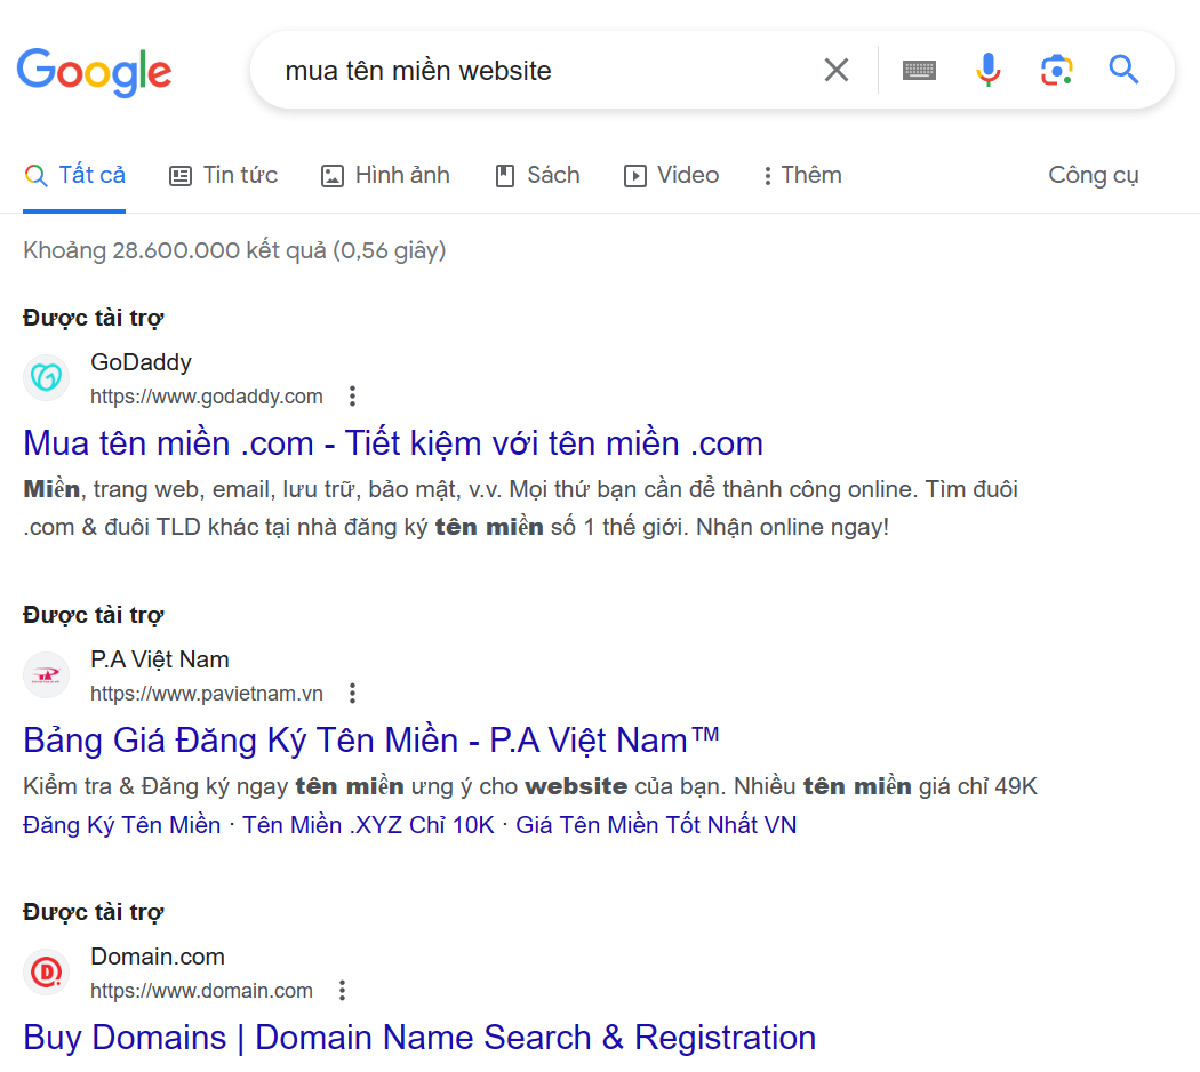 Google
mua tên miền website
Tất cả
Tin tức
Hình ảnh
Sách
Video
Thêm
Công cụ
Khoảng 28.600.000 kết quả (0,56 giây)
Được tài trợ
GoDaddy
https://www.godaddy.com
Mua tên miền .com - Tiết kiệm với tên miền .com
Miền, trang web, email, lưu trữ, bảo mật, v.v. Mọi thứ bạn cần để thành công online. Tìm đuôi
.com & đuôi TLD khác tại nhà đăng ký tên miền số 1 thế giới. Nhận online ngay!
Được tài trợ
P.A Việt Nam
https://www.pavietnam.vn
Bảng Giá Đăng Ký Tên Miền - P.A Việt Nam™
Kiểm tra & Đăng ký ngay tên miền ưng ý cho website của bạn. Nhiều tên miền giá chỉ 49K
Đăng Ký Tên Miền · Tên Miền .XYZ Chỉ 10K · Giá Tên Miền Tốt Nhất VN
Được tài trợ
Domain.com
https://www.domain.com
Buy Domains | Domain Name Search & Registration